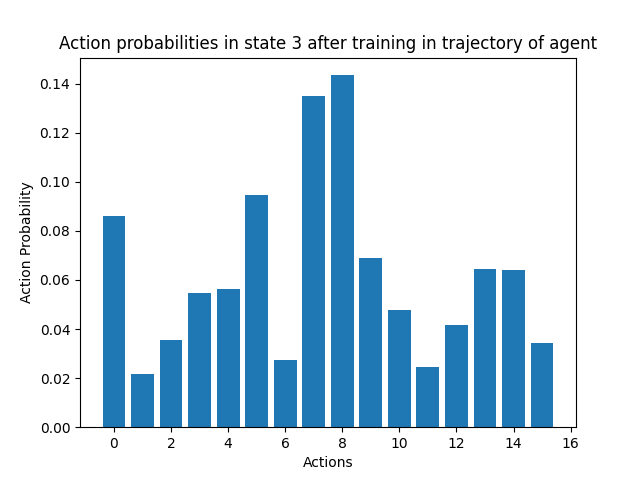 Action probabilities in state 3 after training in trajectory of agent
0.14
0.12
0.10
0.08
0.06
0.04
0.02
0.00
Action Probability
0 2 4 6 8 10 12 14 16
Actions